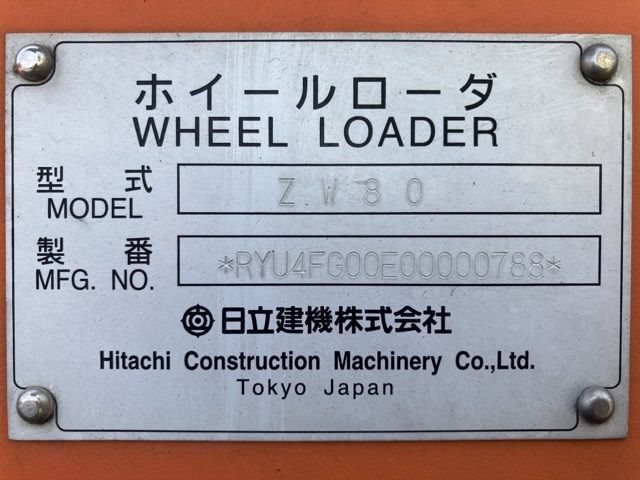 ホイールローダ
WHEEL LOADER
型式 ZW80
MODEL
製番 *RYU4FG00E00000788*
MFG. NO.
日立建機株式会社
Hitachi Construction Machinery Co.,Ltd.
Tokyo Japan